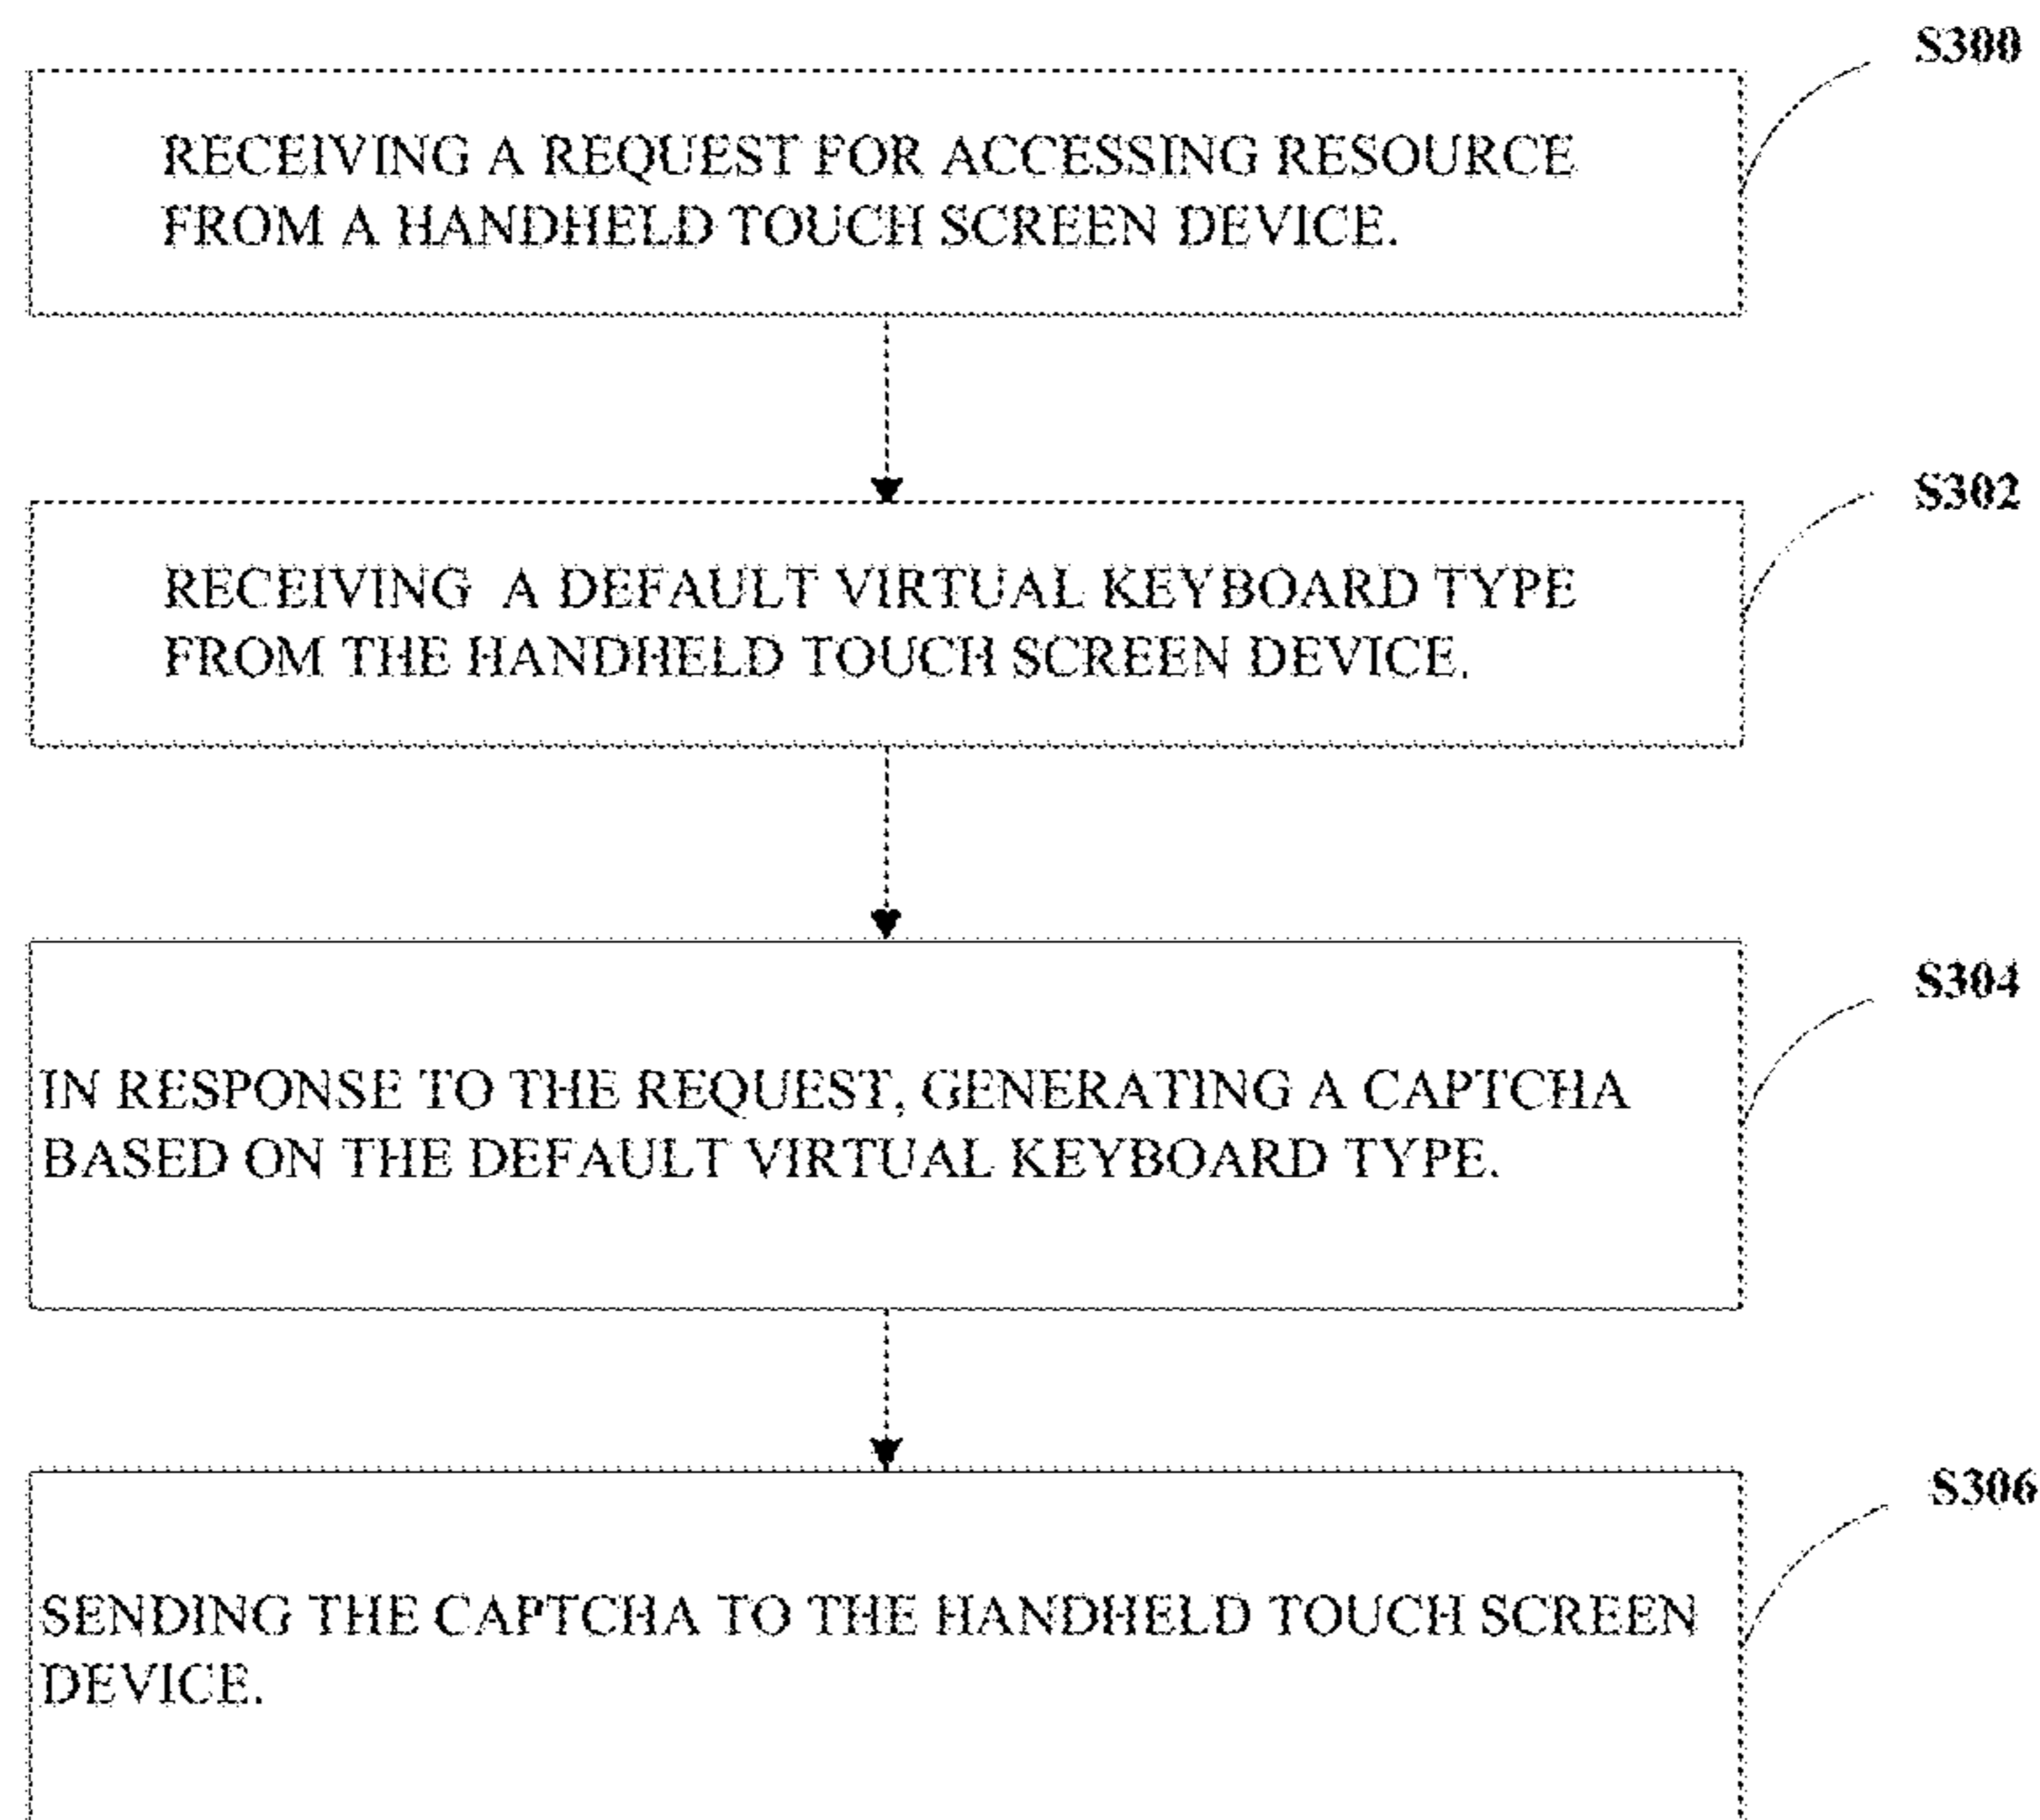 S300
RECEIVING A REQUEST FOR ACCESSING RESOURCE
FROM A HANDHELD TOUCH SCREEN DEVICE.
S302
RECEIVING A DEFAULT VIRTUAL KEYBOARD TYPE
FROM THE HANDHELD TOUCH SCREEN DEVICE.
S304
IN RESPONSE TO THE REQUEST, GENERATING A CAPTCHA
BASED ON THE DEFAULT VIRTUAL KEYBOARD TYPE.
S306
SENDING THE CAPTCHA TO THE HANDHELD TOUCH SCREEN
DEVICE.